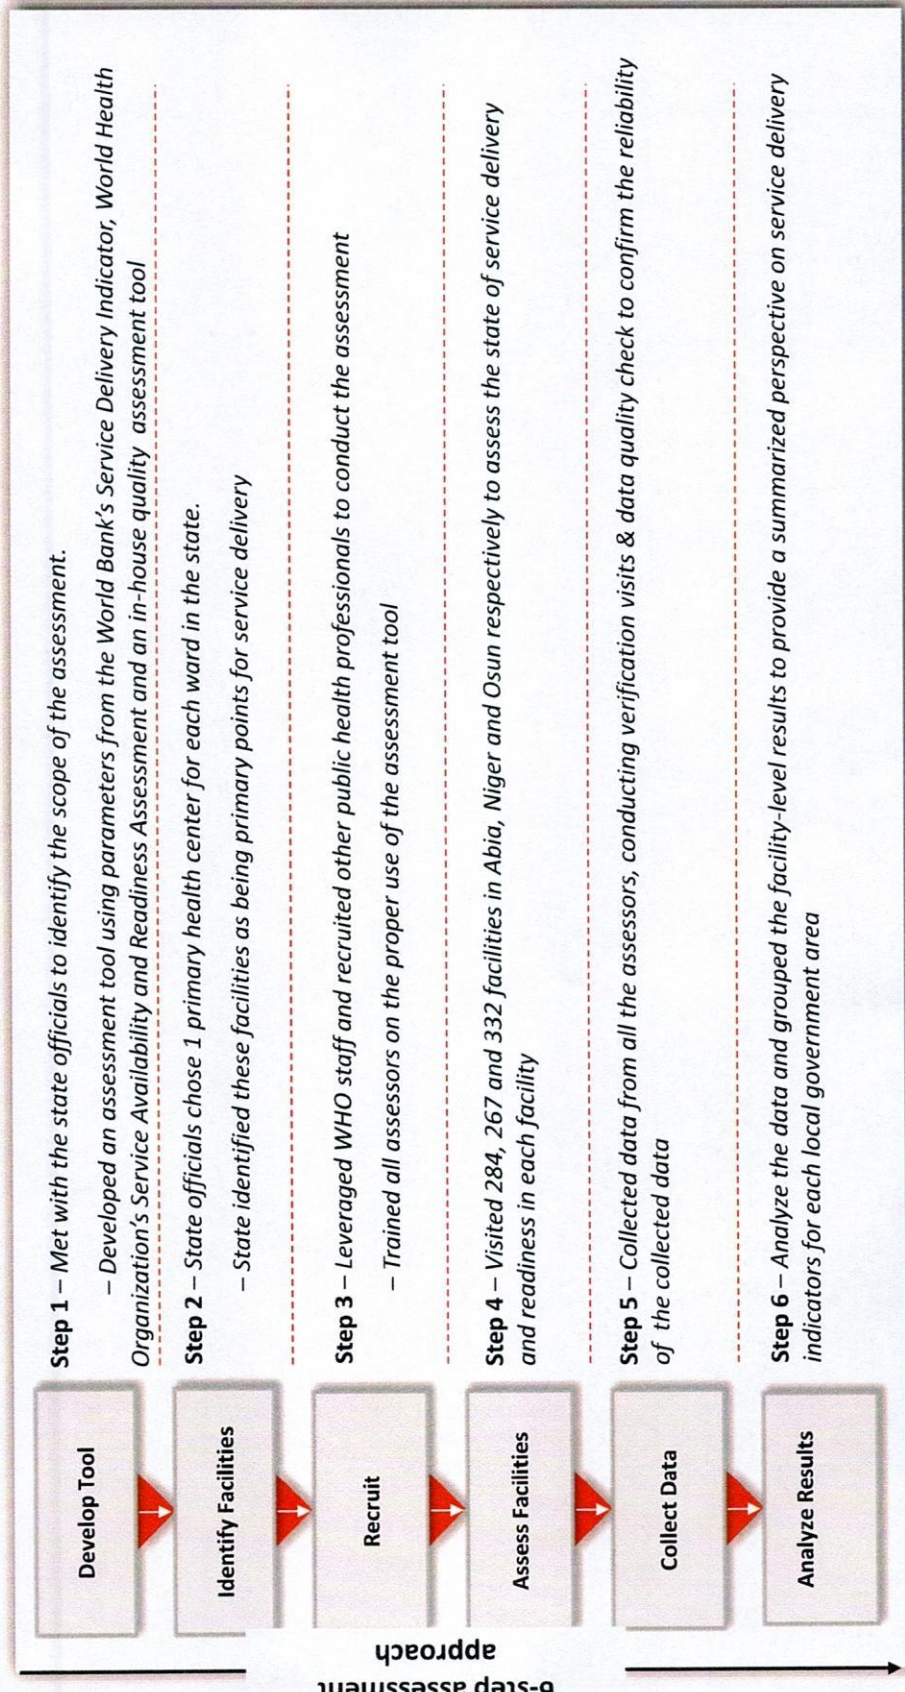 6-step assessment
approach
Develop Tool
Step 1 – Met with the state officials to identify the scope of the assessment.
– Developed an assessment tool using parameters from the World Bank's Service Delivery Indicator, World Health
Organization's Service Availability and Readiness Assessment and an in-house quality assessment tool
Identify Facilities
Step 2 – State officials chose 1 primary health center for each ward in the state.
– State identified these facilities as being primary points for service delivery
Recruit
Step 3 – Leveraged WHO staff and recruited other public health professionals to conduct the assessment
– Trained all assessors on the proper use of the assessment tool
Assess Facilities
Step 4 – Visited 284, 267 and 332 facilities in Abia, Niger and Osun respectively to assess the state of service delivery
and readiness in each facility
Collect Data
Step 5 – Collected data from all the assessors, conducting verification visits & data quality check to confirm the reliability
of the collected data
Analyze Results
Step 6 – Analyze the data and grouped the facility-level results to provide a summarized perspective on service delivery
indicators for each local government area